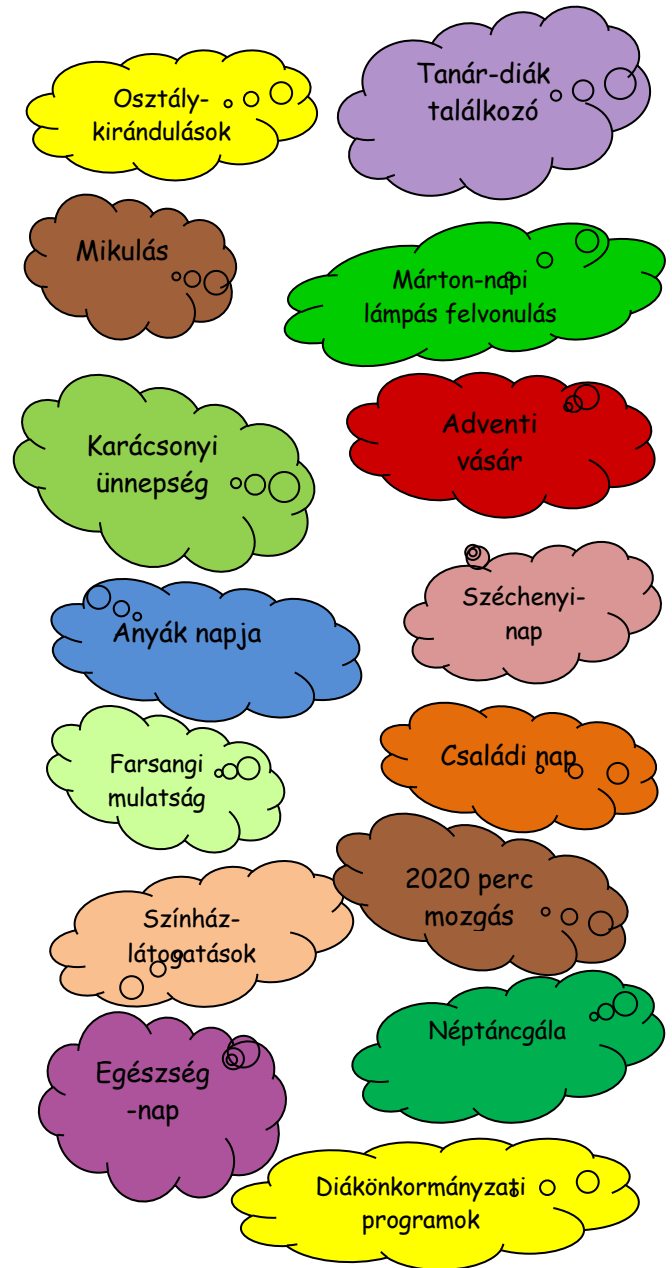 Osztály-
kirándulások
Tanár-diák
találkozó
Mikulás
Márton-napi
lámpás felvonulás
Karácsonyi
ünnepség
Adventi
vásár
Széchenyi-
nap
Anyák napja
Farsangi
mulatság
Családi nap
2020 perc
mozgás
Színház-
látogatások
Néptáncgála
Egészség
-nap
Diákönkormányzati
programok